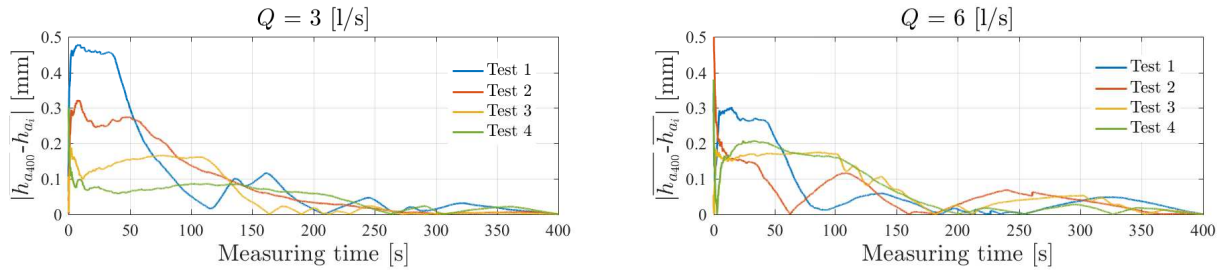 Q = 3 [l/s]
|h_{a_{400}}-h_{a_i}| [mm]
0.5
0.4
0.3
0.2
0.1
0
0 50 100 150 200 250 300 350 400
Measuring time [s]
Test 1
Test 2
Test 3
Test 4
Q = 6 [l/s]
|h_{a_{400}}-h_{a_i}| [mm]
0.5
0.4
0.3
0.2
0.1
0
0 50 100 150 200 250 300 350 400
Measuring time [s]
Test 1
Test 2
Test 3
Test 4